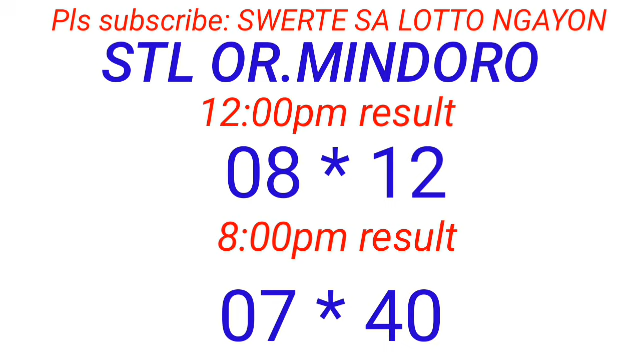 Pls subscribe: SWERTE SA LOTTO NGAYON
STL OR.MINDORO
12:00pm result
08 * 12
8:00pm result
07 * 40